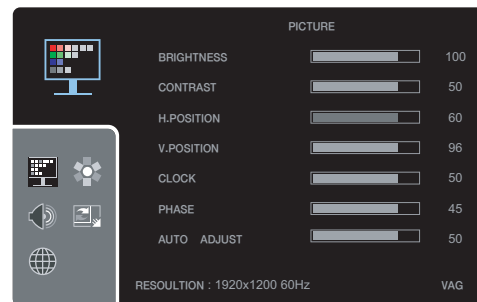 PICTURE
BRIGHTNESS 100
CONTRAST 50
H.POSITION 60
V.POSITION 96
CLOCK 50
PHASE 45
AUTO ADJUST 50
RESOULTION : 1920x1200 60Hz VAG